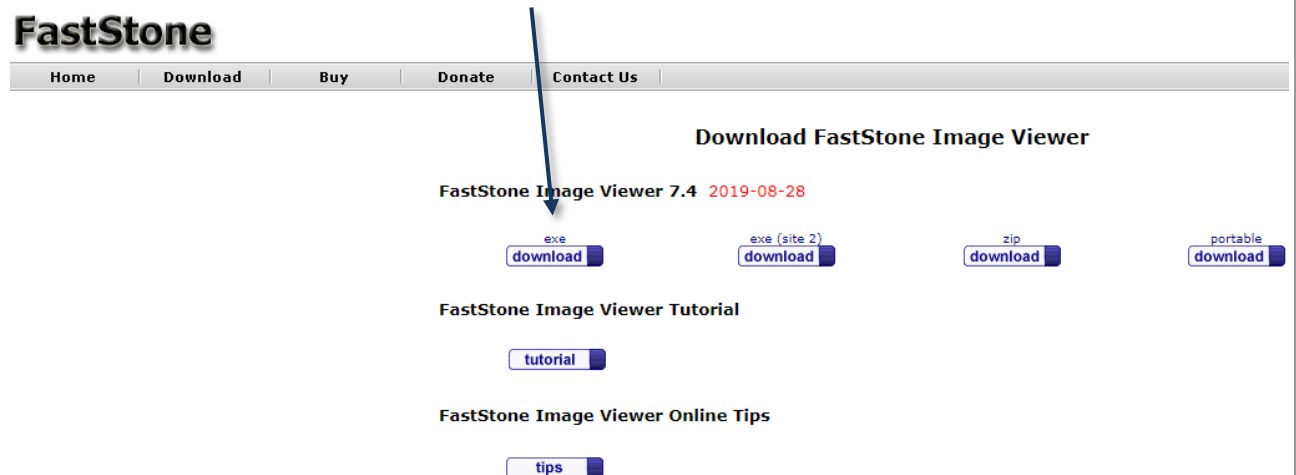 FastStone
Home Download Buy Donate Contact Us
Download FastStone Image Viewer
FastStone Image Viewer 7.4 2019-08-28
exe exe (site 2) zip portable
download download download download
FastStone Image Viewer Tutorial
tutorial
FastStone Image Viewer Online Tips
tips